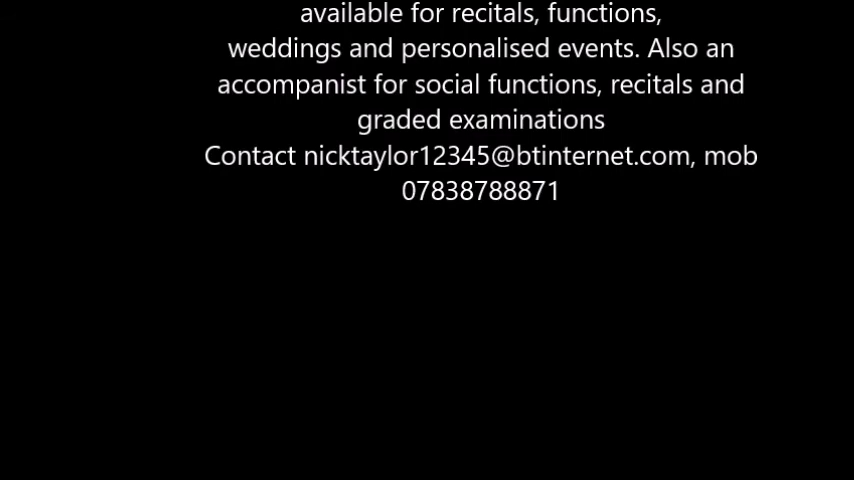 available for recitals, functions,
weddings and personalised events. Also an
accompanist for social functions, recitals and
graded examinations
Contact nicktaylor12345@btinternet.com, mob
07838788871